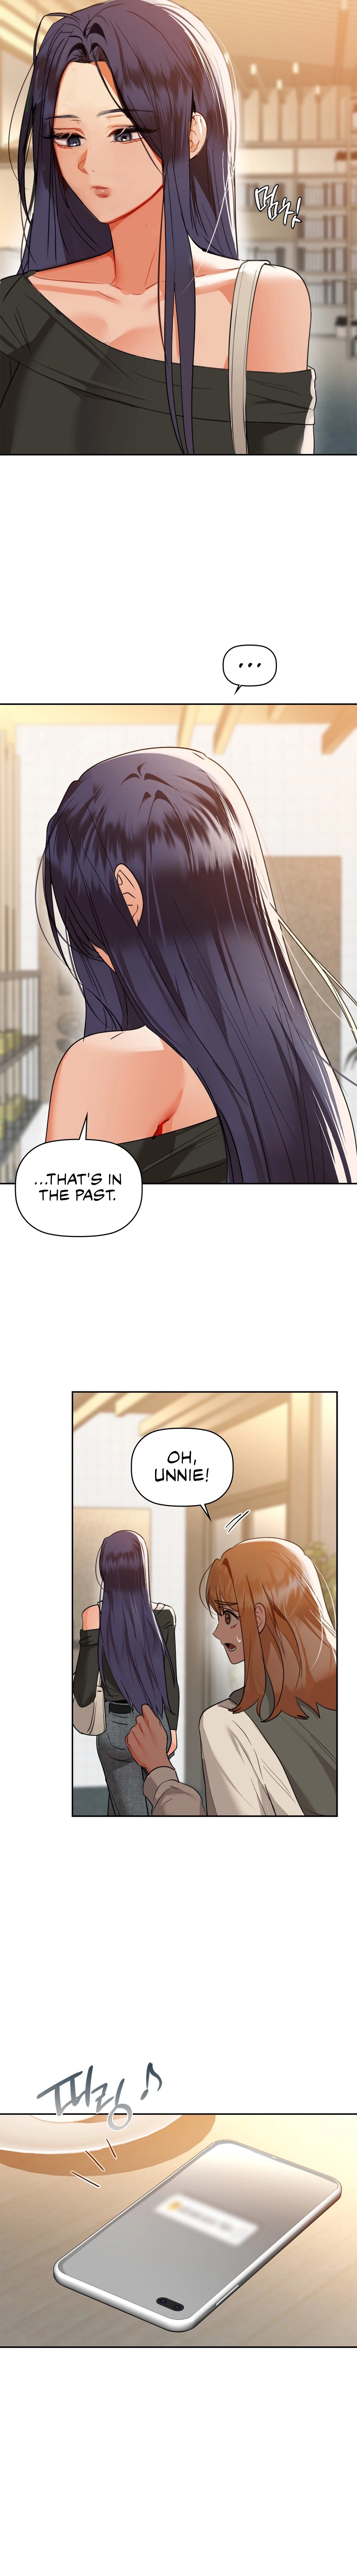 멈칫
...
...THAT'S IN
THE PAST.
OH,
UNNIE!
띠링♪